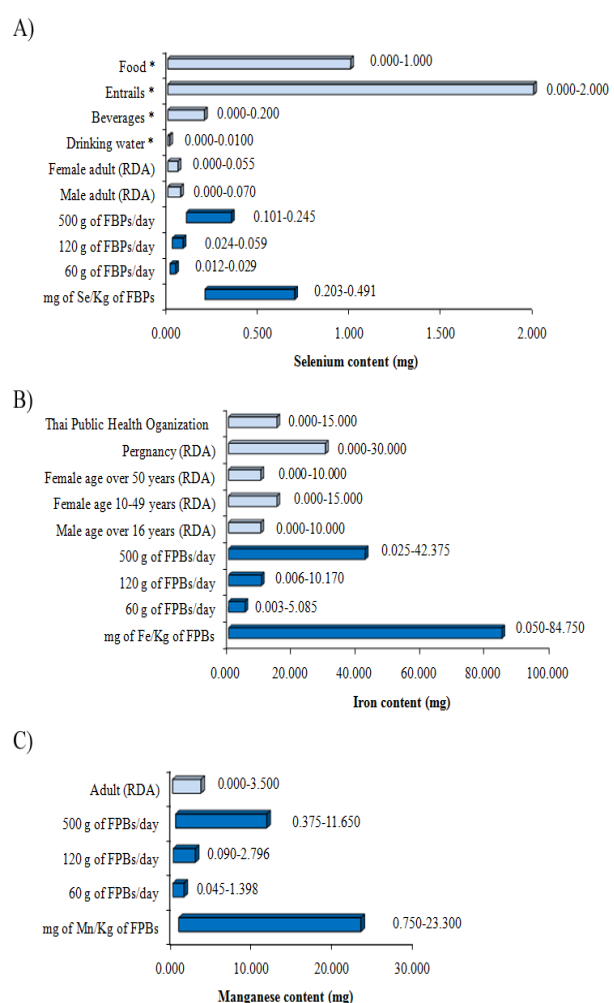 A)
Food * 0.000-1.000
Entrails * 0.000-2.000
Beverages * 0.000-0.200
Drinking water * 0.000-0.0100
Female adult (RDA) 0.000-0.055
Male adult (RDA) 0.000-0.070
500 g of FBPs/day 0.101-0.245
120 g of FBPs/day 0.024-0.059
60 g of FBPs/day 0.012-0.029
mg of Se/Kg of FBPs 0.203-0.491
0.000 0.500 1.000 1.500 2.000
Selenium content (mg)
B)
Thai Public Health Oganization 0.000-15.000
Pergnancy (RDA) 0.000-30.000
Female age over 50 years (RDA) 0.000-10.000
Female age 10-49 years (RDA) 0.000-15.000
Male age over 16 years (RDA) 0.000-10.000
500 g of FPBs/day 0.025-42.375
120 g of FPBs/day 0.006-10.170
60 g of FPBs/day 0.003-5.085
mg of Fe/Kg of FPBs 0.050-84.750
0.000 20.000 40.000 60.000 80.000 100.000
Iron content (mg)
C)
Adult (RDA) 0.000-3.500
500 g of FPBs/day 0.375-11.650
120 g of FPBs/day 0.090-2.796
60 g of FPBs/day 0.045-1.398
mg of Mn/Kg of FPBs 0.750-23.300
0.000 10.000 20.000 30.000
Manganese content (mg)